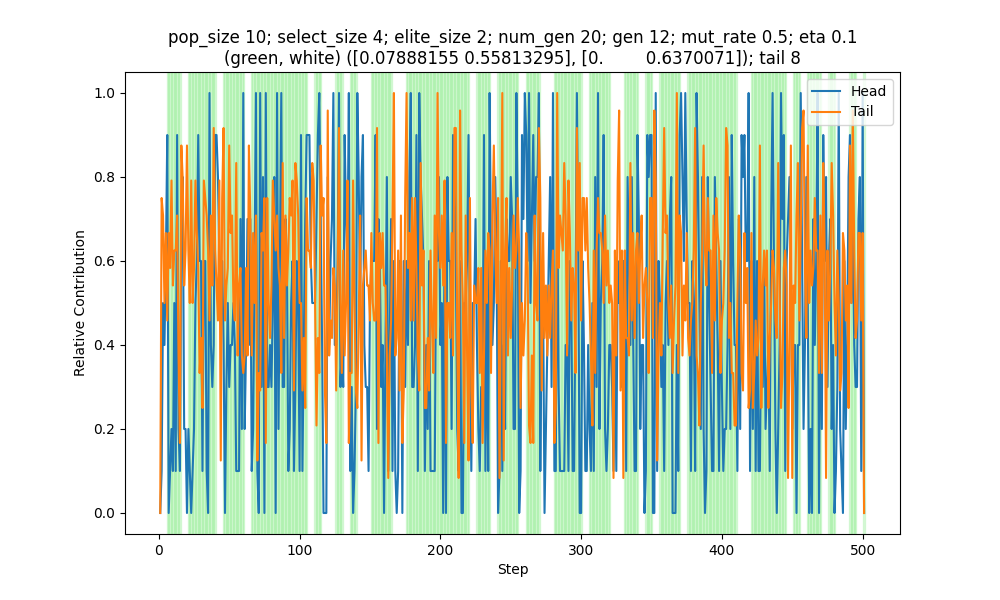 pop_size 10; select_size 4; elite_size 2; num_gen 20; gen 12; mut_rate 0.5; eta 0.1
(green, white) ([0.07888155 0.55813295], [0. 0.6370071]); tail 8
Head
Tail
Relative Contribution
1.0
0.8
0.6
0.4
0.2
0.0
0 100 200 300 400 500
Step